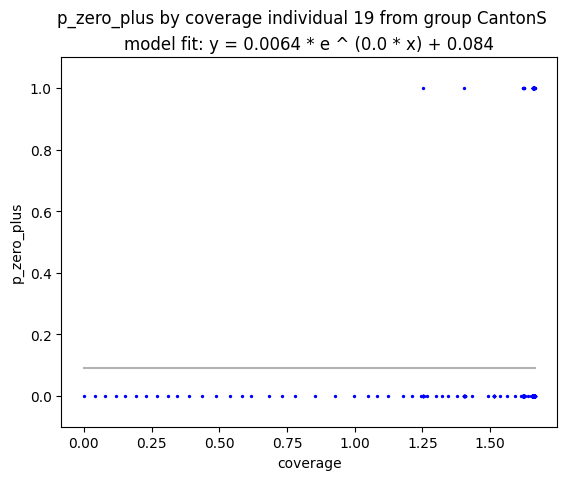 p_zero_plus by coverage individual 19 from group CantonS
model fit: y = 0.0064 * e ^ (0.0 * x) + 0.084
1.0
0.8
0.6
0.4
0.2
0.0
p_zero_plus
0.00 0.25 0.50 0.75 1.00 1.25 1.50
coverage